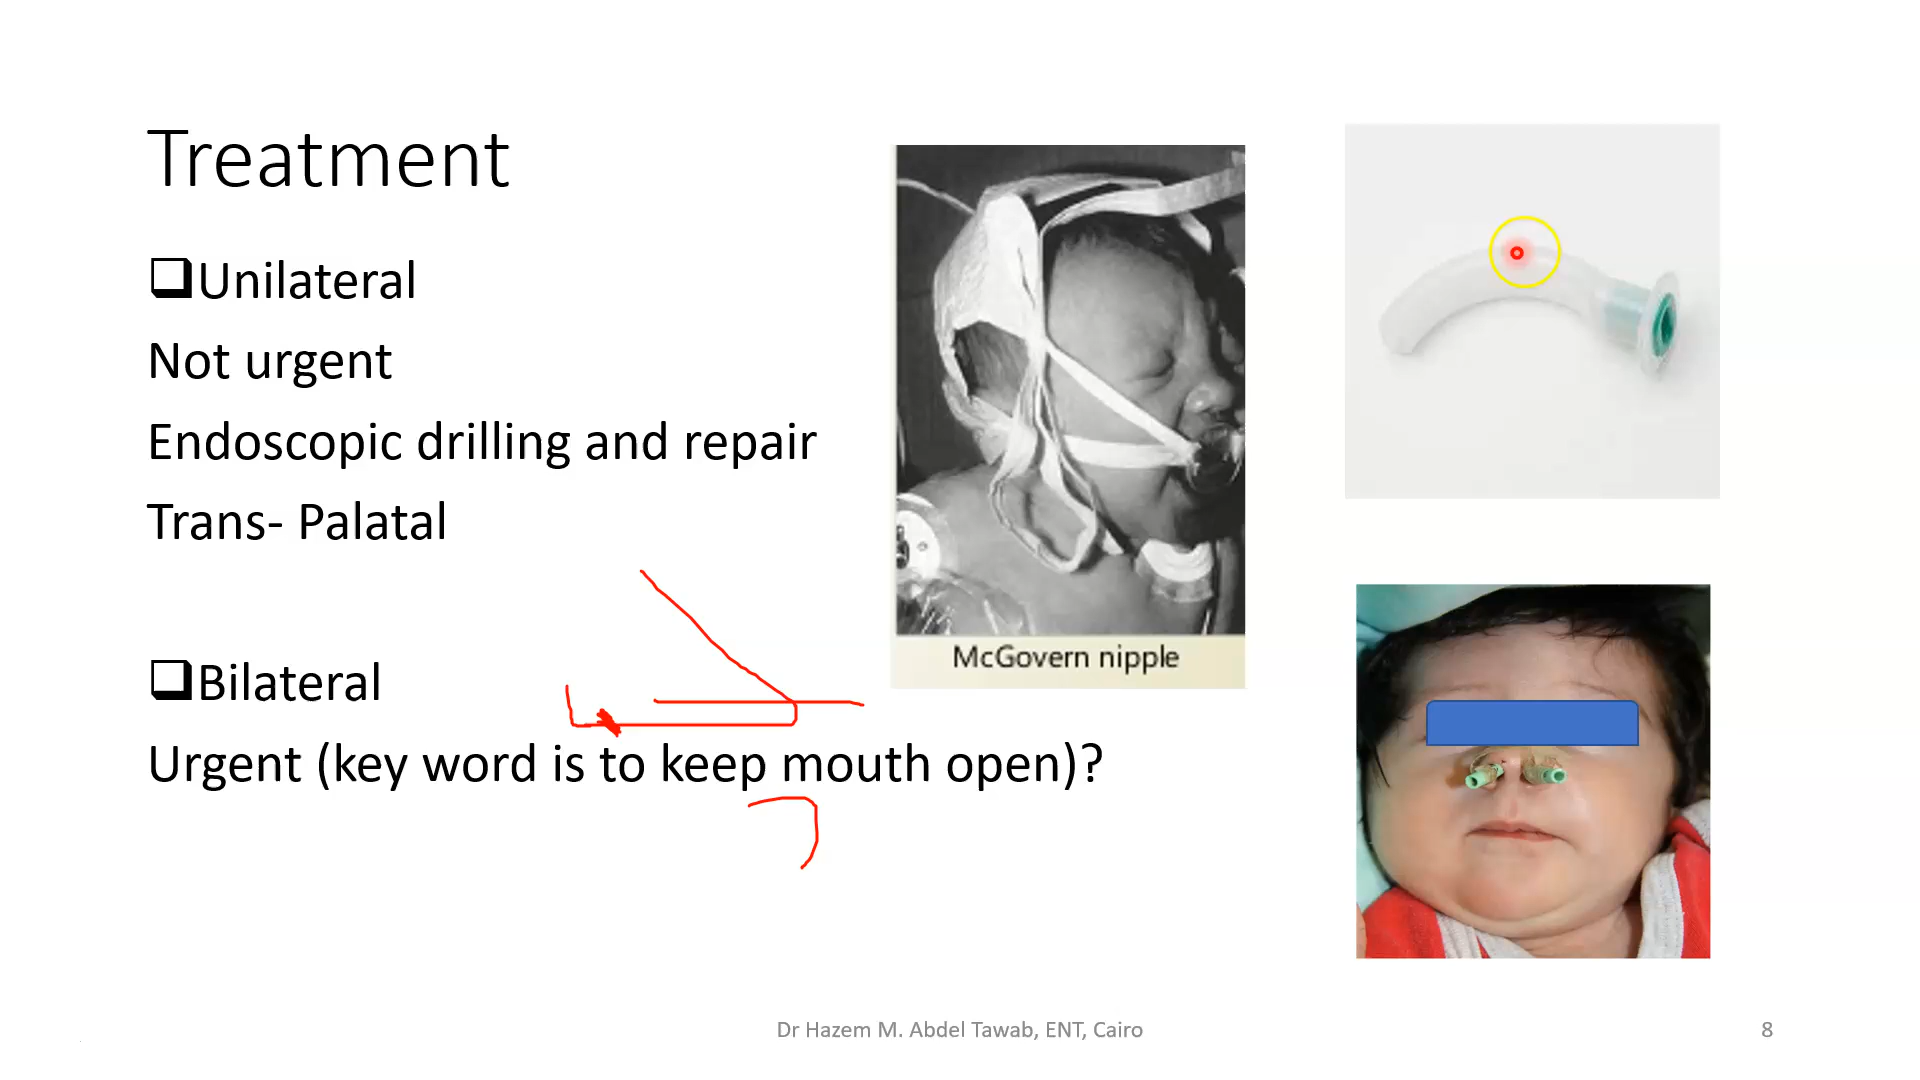 Treatment
Unilateral
Not urgent
Endoscopic drilling and repair
Trans- Palatal
Bilateral
Urgent (key word is to keep mouth open)?
McGovern nipple
Dr Hazem M. Abdel Tawab, ENT, Cairo
8